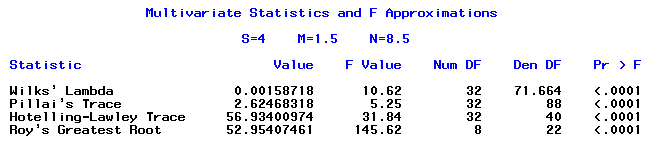 Multivariate Statistics and F Approximations
S=4 M=1.5 N=8.5
Statistic Value F Value Num DF Den DF Pr > F
Wilks' Lambda 0.00158718 10.62 32 71.664 <.0001
Pillai's Trace 2.62468318 5.25 32 88 <.0001
Hotelling-Lawley Trace 56.93400974 31.84 32 40 <.0001
Roy's Greatest Root 52.95407461 145.62 8 22 <.0001